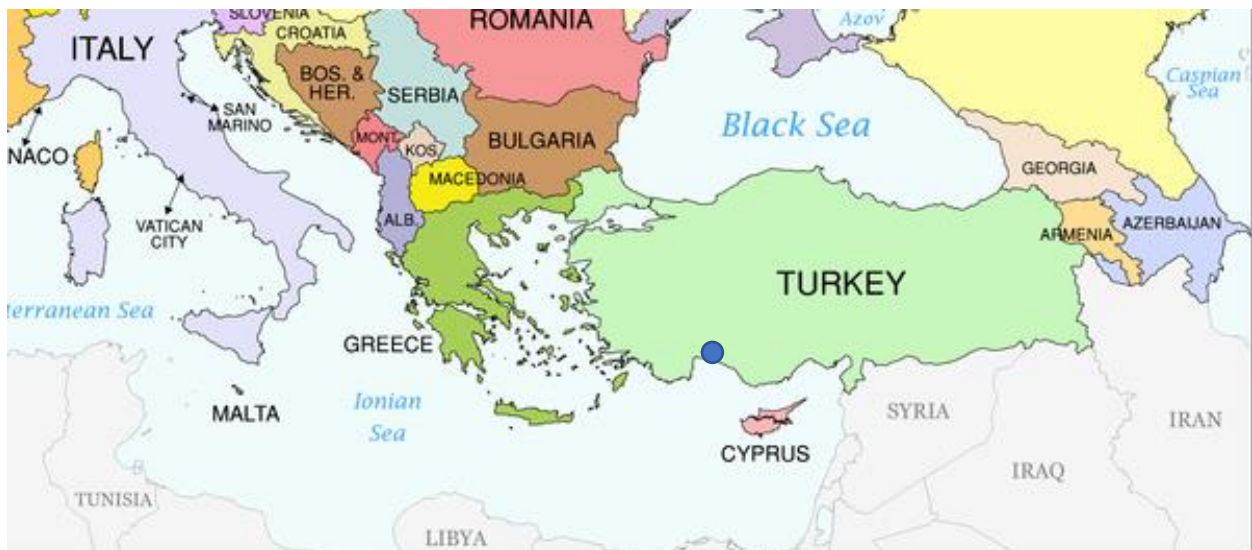 SLOVENIA
CROATIA
ROMANIA
Azov
ITALY
BOS. &
HER.
SERBIA
Caspian
Sea
SAN
MARINO
Black Sea
MONT.
KOS.
BULGARIA
NACO
GEORGIA
MACEDONIA
VATICAN
CITY
ALB.
ARMENIA
AZERBAIJAN
TURKEY
terranean Sea
GREECE
MALTA
Ionian
Sea
SYRIA
IRAN
CYPRUS
IRAQ
TUNISIA
LIBYA